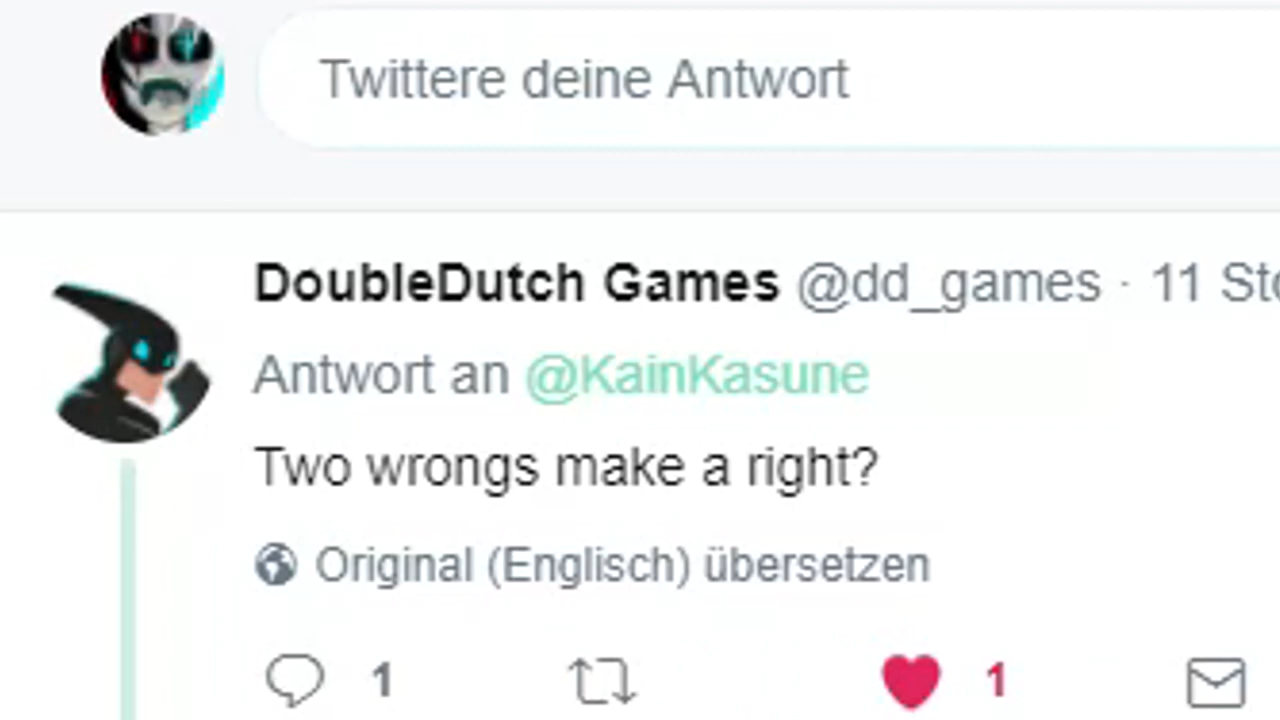 Twittere deine Antwort
DoubleDutch Games @dd_games · 11
Antwort an @KainKasune
Two wrongs make a right?
Original (Englisch) übersetzen
1 1